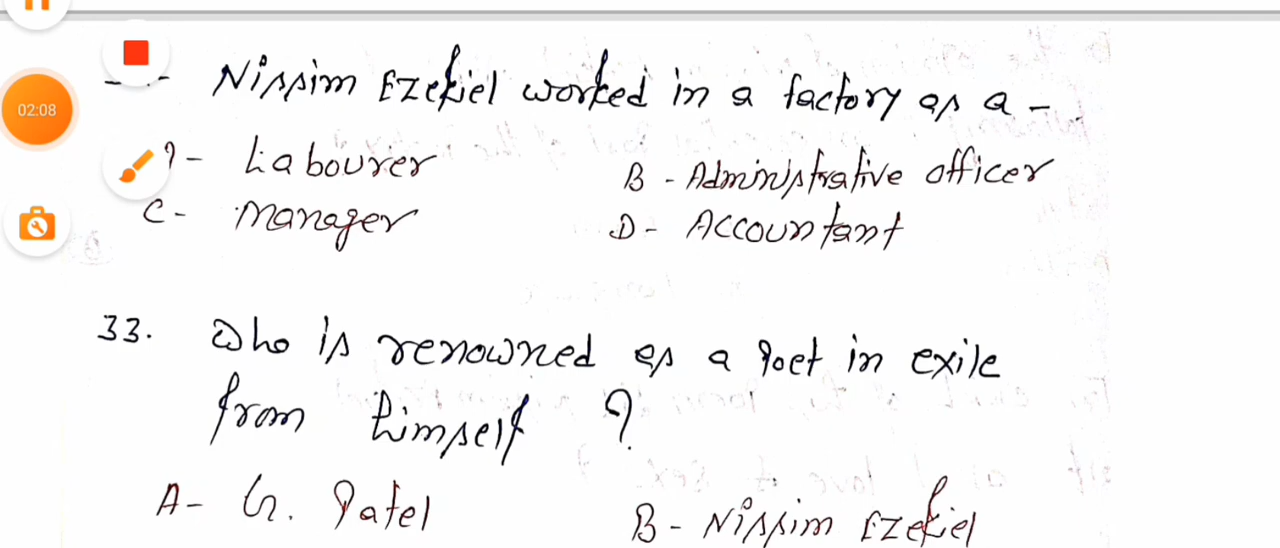 02:08
Nissim Ezekiel worked in a factory as a -
Labourer
B - Administrative officer
C - Manager
D - Accountant
33. Who is renowned as a Poet in exile
from himself ?
A - G. Patel
B - Nissim Ezekiel